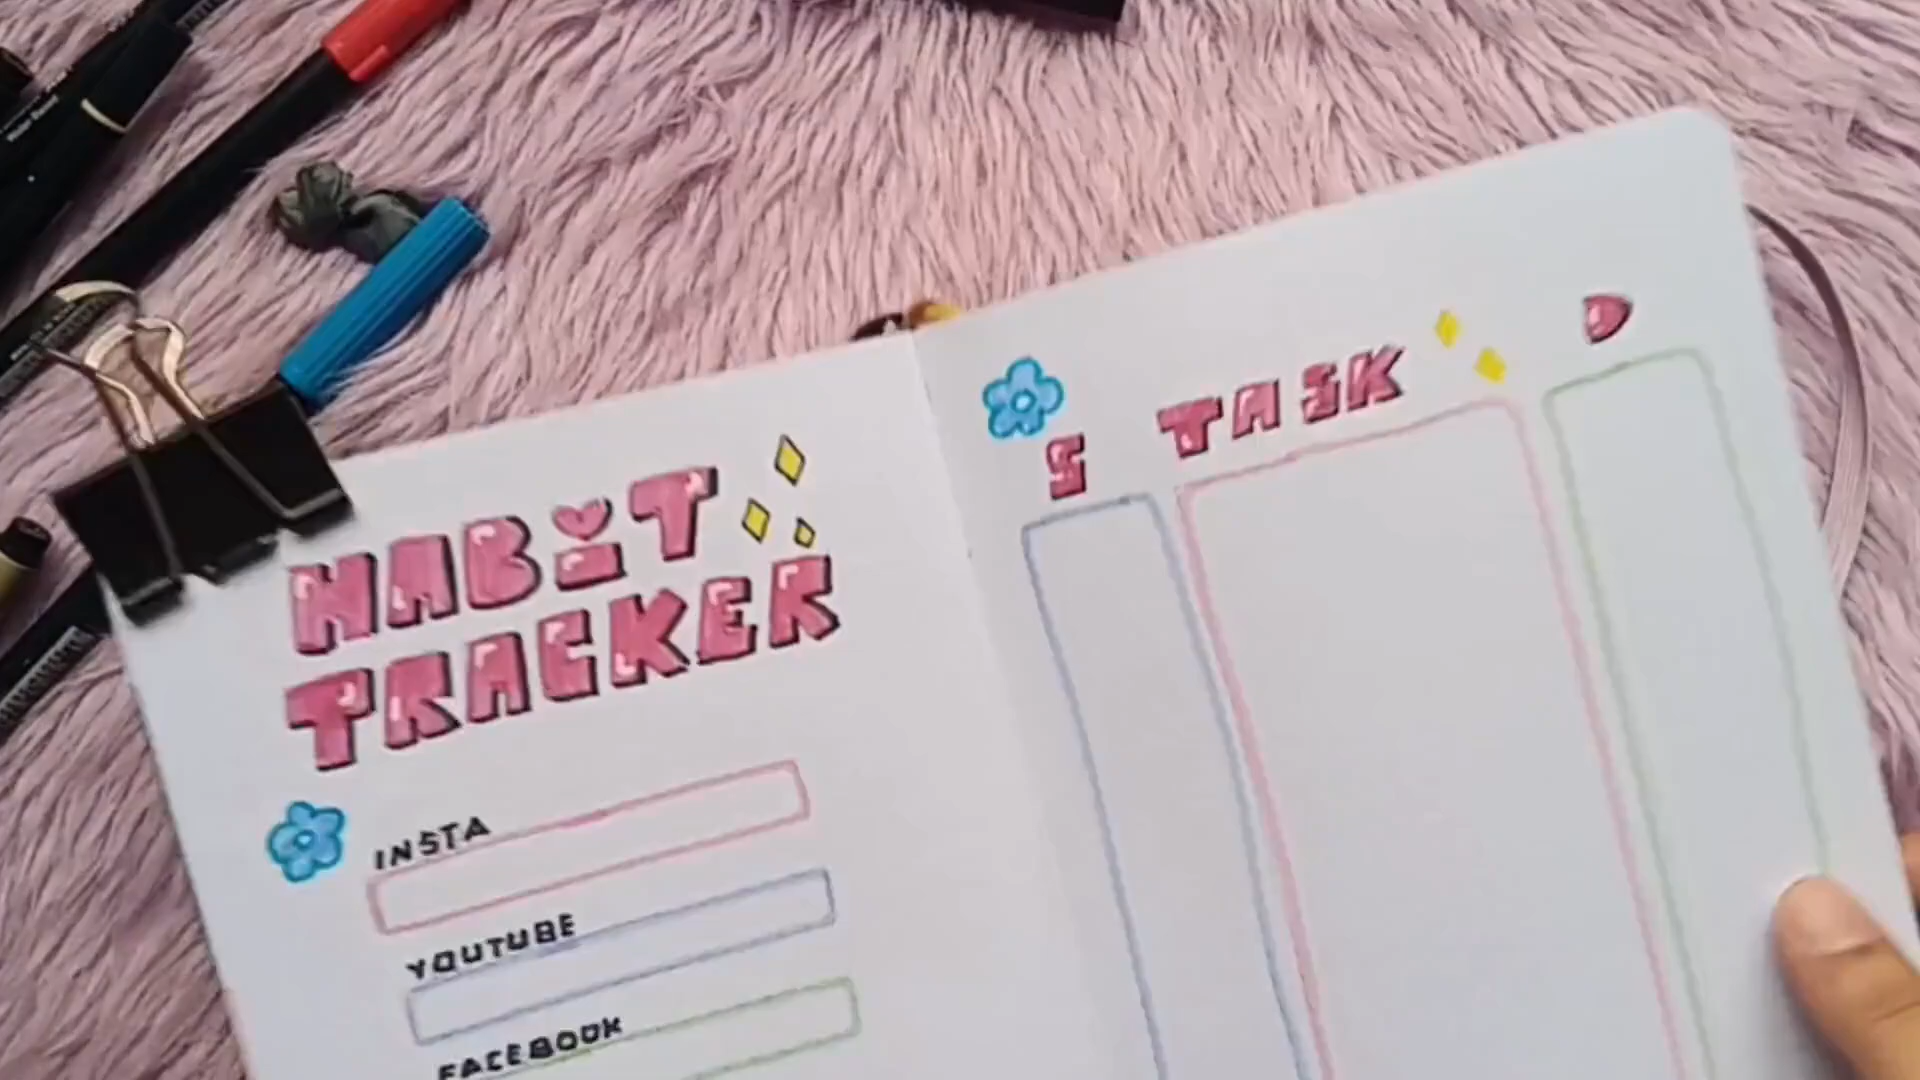 HABIT
TRACKER
INSTA
YOUTUBE
FACEBOOK
S TASK D